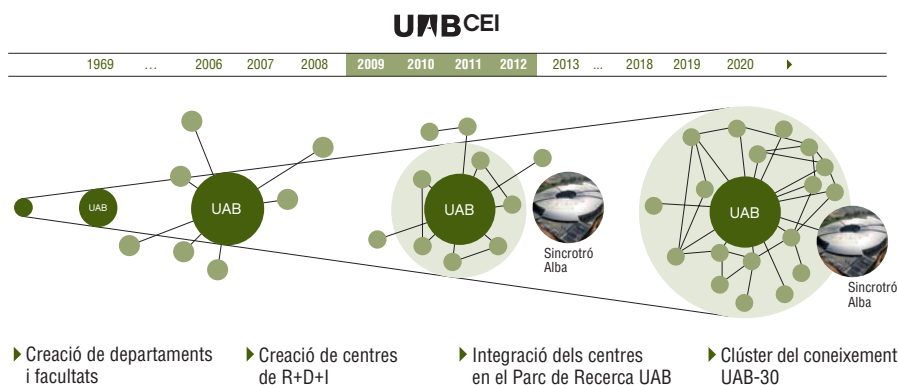 UAB CEI
1969 ... 2006 2007 2008 2009 2010 2011 2012 2013 ... 2018 2019 2020
UAB
UAB
UAB
Sincrotró
Alba
UAB
Sincrotró
Alba
Creació de departaments
i facultats
Creació de centres
de R+D+I
Integració dels centres
en el Parc de Recerca UAB
Clúster del coneixement
UAB-30